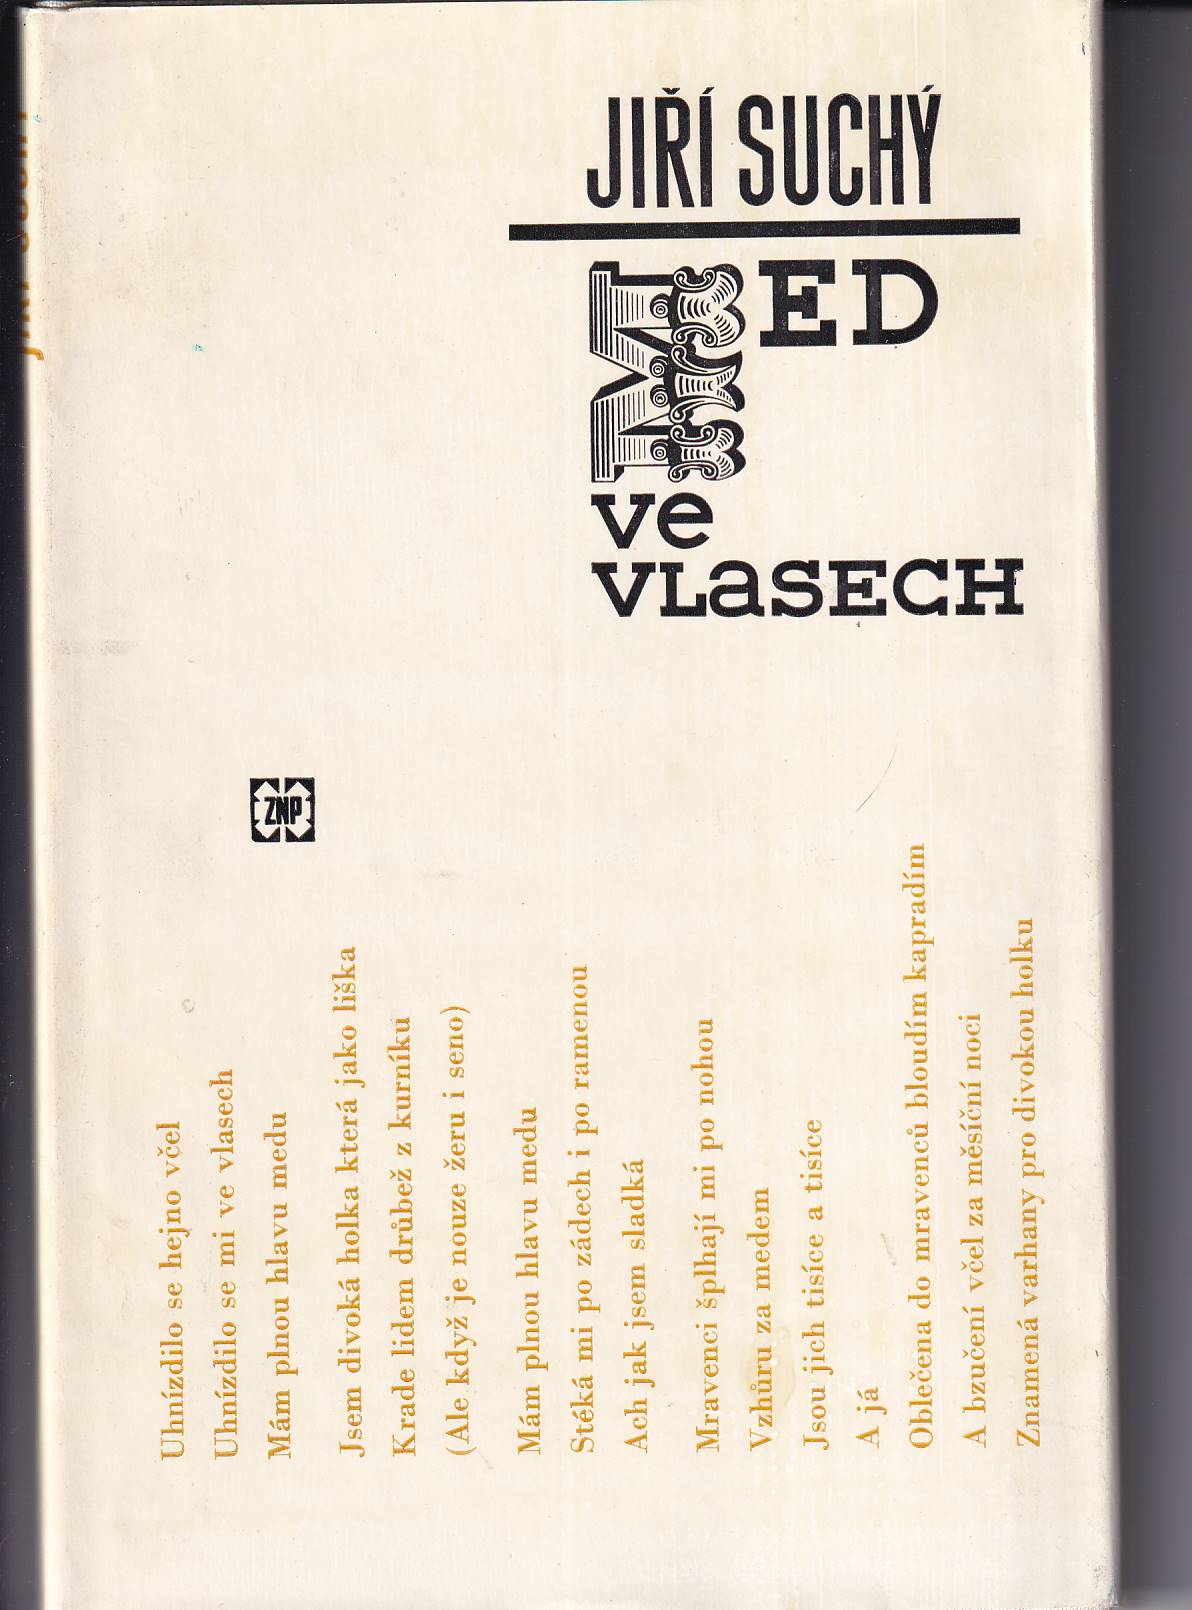 JIŘÍ SUCHÝ
MED
ve
VLaSECH
ZNP
Uhnízdilo se hejno včel
Uhnízdilo se mi ve vlasech
Mám plnou hlavu medu
Jsem divoká holka která jako liška
Krade lidem drůbež z kurníku
(Ale když je nouze žeru i seno)
Mám plnou hlavu medu
Stéká mi po zádech i po ramenou
Ach jak jsem sladká
Mravenci šplhají mi po nohou
Vzhůru za medem
Jsou jich tisíce a tisíce
A já
Oblečena do mravenců bloudím kapradím
A bzučení včel za měsíční noci
Znamená varhany pro divokou holku
JIŘÍ SUCHÝ